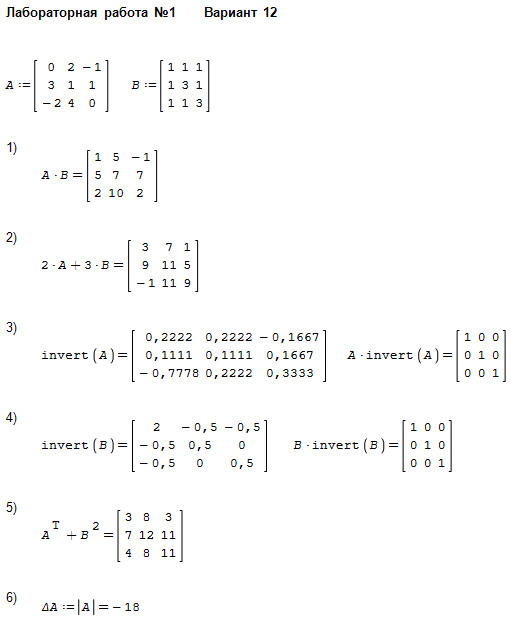 Лабораторная работа №1 Вариант 12
A := [ 0 2 −1 B := [ 1 1 1
3 1 1 1 3 1
−2 4 0 ] 1 1 3 ]
1)
A·B = [ 1 5 −1
5 7 7
2 10 2 ]
2)
2·A+3·B = [ 3 7 1
9 11 5
−1 11 9 ]
3)
invert(A) = [ 0,2222 0,2222 −0,1667 A·invert(A) = [ 1 0 0
0,1111 0,1111 0,1667 0 1 0
−0,7778 0,2222 0,3333 ] 0 0 1 ]
4)
invert(B) = [ 2 −0,5 −0,5 B·invert(B) = [ 1 0 0
−0,5 0,5 0 0 1 0
−0,5 0 0,5 ] 0 0 1 ]
5)
A^T + B^2 = [ 3 8 3
7 12 11
4 8 11 ]
6)
ΔA := |A| = −18